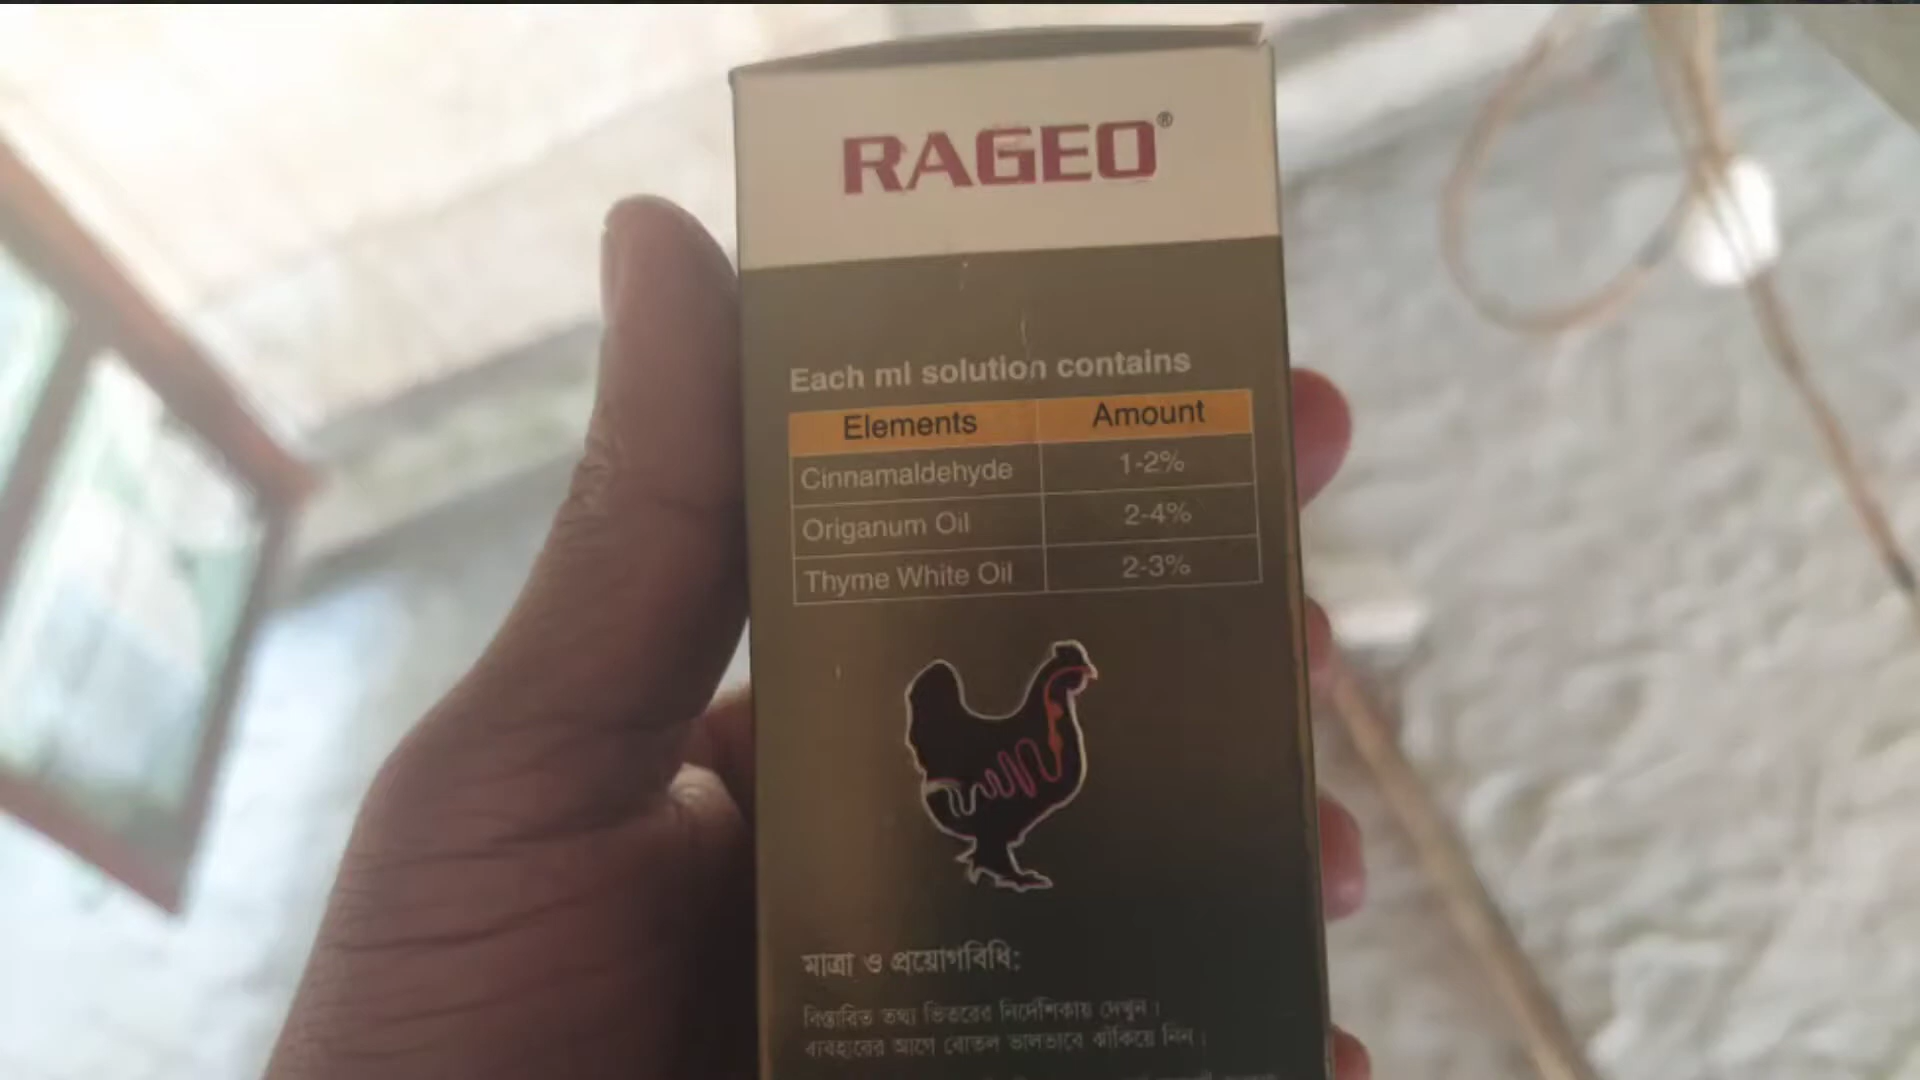 RAGEO®
Each ml solution contains
Elements Amount
Cinnamaldehyde 1-2%
Origanum Oil 2-4%
Thyme White Oil 2-3%
মাত্রা ও প্রয়োগবিধি:
বিস্তারিত তথ্য ভিতরের নির্দেশিকায় দেখুন।
ব্যবহারের আগে বোতল ভালভাবে ঝাঁকিয়ে নিন।